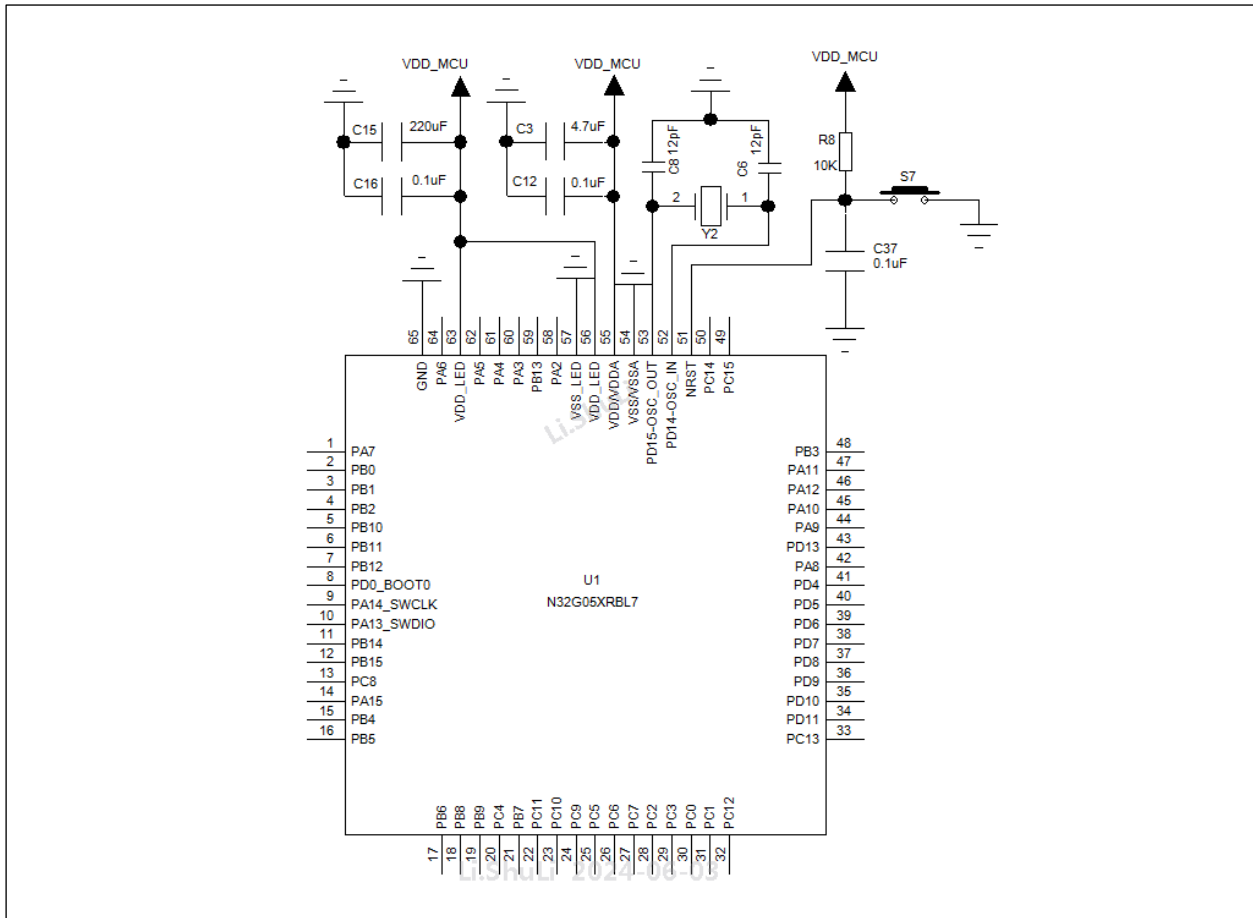 VDD_MCU
VDD_MCU
VDD_MCU
C15
220uF
C16
0.1uF
C3
4.7uF
C12
0.1uF
C8
12pF
12pF
C6
2
1
Y2
R8
10K
S7
C37
0.1uF
65
64
63
62
61
60
59
58
57
56
55
54
53
52
51
50
49
GND
PA6
VDD_LED
PA5
PA4
PA3
PB13
PA2
VSS_LED
VDD_LED
VDD/VDDA
VSS/VSSA
PD15-OSC_OUT
PD14-OSC_IN
NRST
PC14
PC15
Li.ShuLi
1 PA7
2 PB0
3 PB1
4 PB2
5 PB10
6 PB11
7 PB12
8 PD0_BOOT0
9 PA14_SWCLK
10 PA13_SWDIO
11 PB14
12 PB15
13 PC8
14 PA15
15 PB4
16 PB5
U1
N32G05XRBL7
PB3 48
PA11 47
PA12 46
PA10 45
PA9 44
PD13 43
PA8 42
PD4 41
PD5 40
PD6 39
PD7 38
PD8 37
PD9 36
PD10 35
PD11 34
PC13 33
PB6
PB8
PB9
PC4
PB7
PC11
PC10
PC9
PC5
PC6
PC7
PC2
PC3
PC0
PC1
PC12
17
18
19
20
21
22
23
24
25
26
27
28
29
30
31
32
Li.ShuLi 2024-06-03